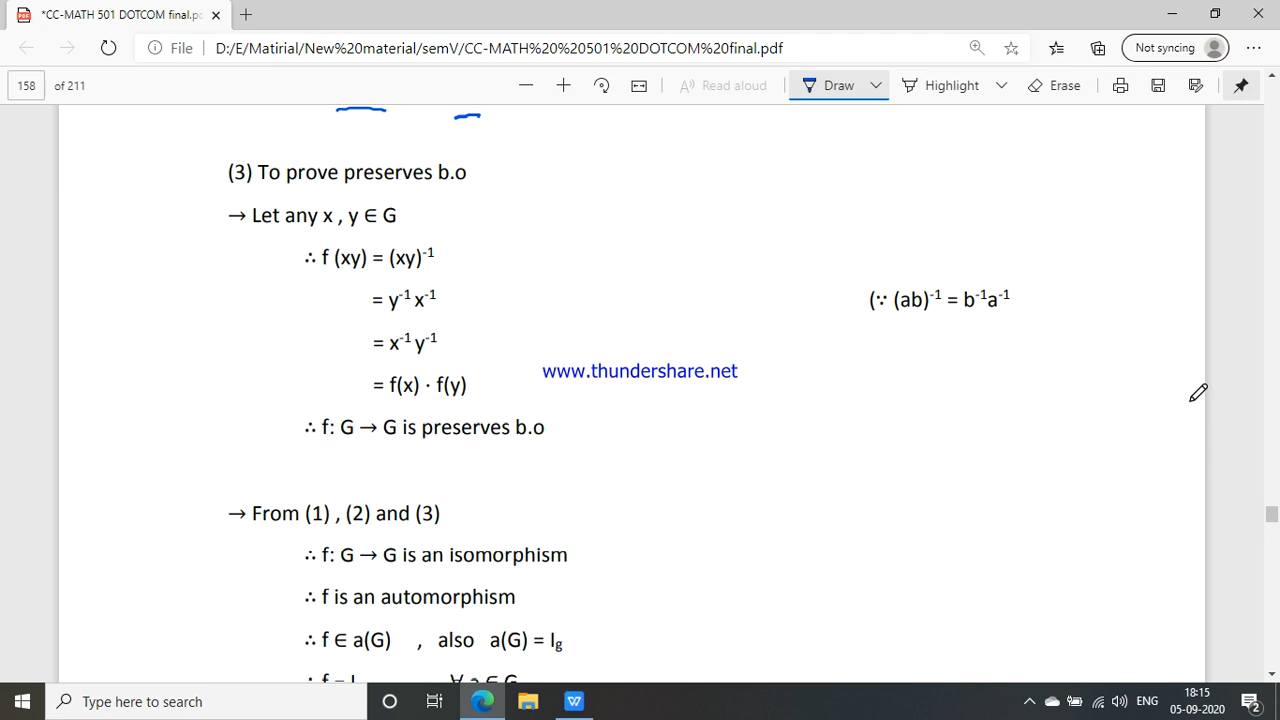 *CC-MATH 501 DOTCOM final.pd
File D:/E/Matirial/New%20material/semV/CC-MATH%20%20501%20DOTCOM%20final.pdf
Not syncing
158 of 211
Read aloud Draw Highlight Erase
(3) To prove preserves b.o
→ Let any x , y ∈ G
∴ f (xy) = (xy)⁻¹
= y⁻¹ x⁻¹ (∵ (ab)⁻¹ = b⁻¹a⁻¹
= x⁻¹ y⁻¹
www.thundershare.net
= f(x) · f(y)
∴ f: G → G is preserves b.o
→ From (1) , (2) and (3)
∴ f: G → G is an isomorphism
∴ f is an automorphism
∴ f ∈ a(G) , also a(G) = I₉
Type here to search
ENG
18:15
05-09-2020
2